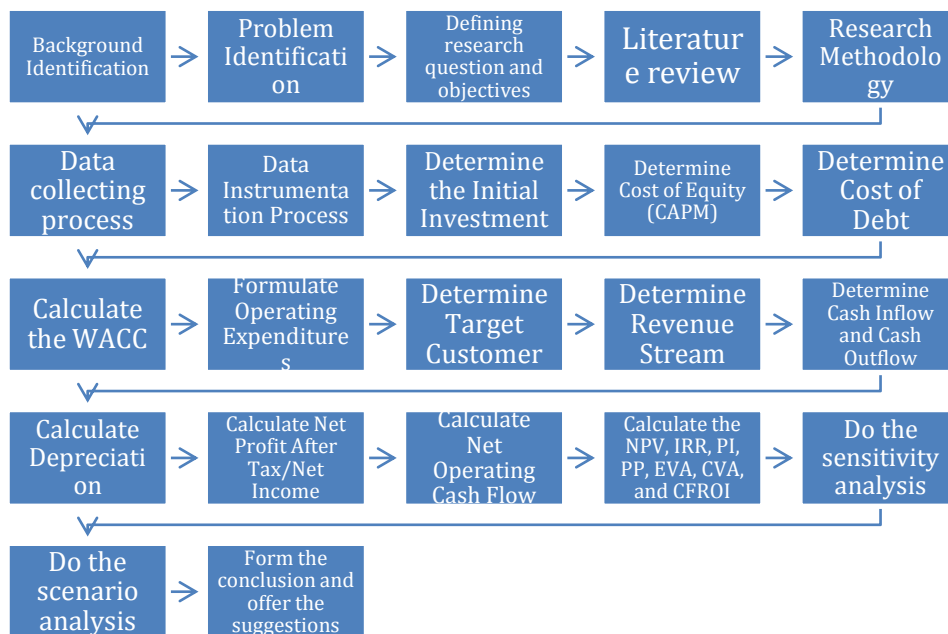 Background
Identification
Problem
Identificati
on
Defining
research
question and
objectives
Literatur
e review
Research
Methodolo
gy
Data
collecting
process
Data
Instrumenta
tion Process
Determine
the Initial
Investment
Determine
Cost of Equity
(CAPM)
Determine
Cost of
Debt
Calculate
the WACC
Formulate
Operating
Expenditure
s
Determine
Target
Customer
Determine
Revenue
Stream
Determine
Cash Inflow
and Cash
Outflow
Calculate
Depreciati
on
Calculate Net
Profit After
Tax/Net
Income
Calculate
Net
Operating
Cash Flow
Calculate the
NPV, IRR, PI,
PP, EVA, CVA,
and CFROI
Do the
sensitivity
analysis
Do the
scenario
analysis
Form the
conclusion and
offer the
suggestions